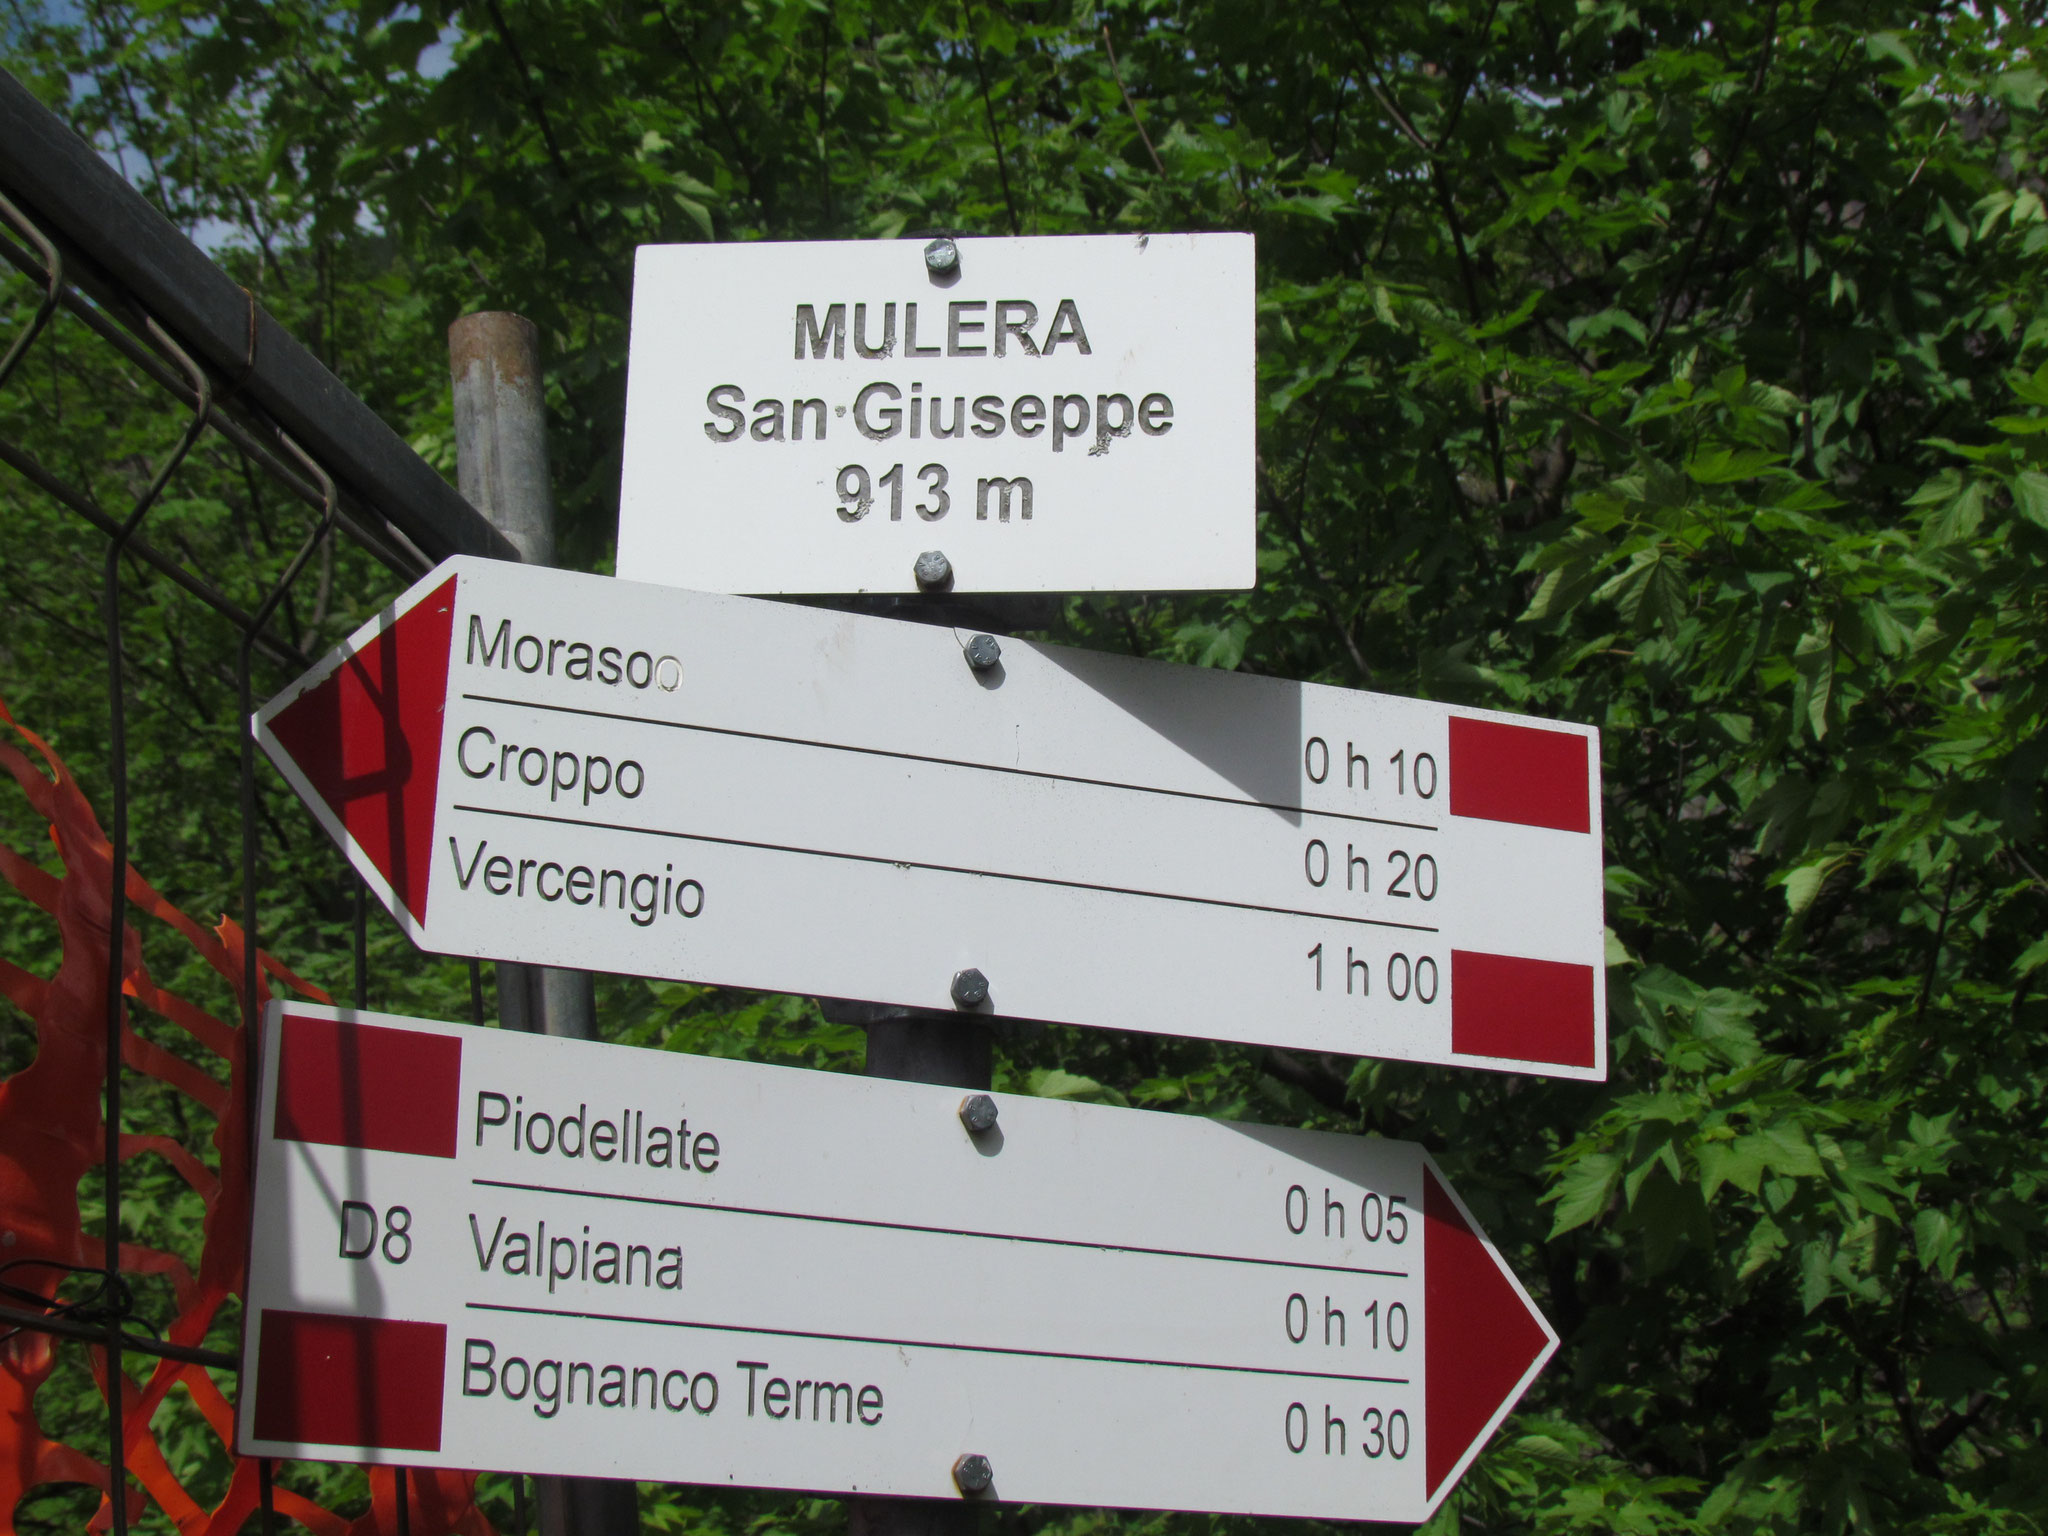 MULERA
San Giuseppe
913 m
Morasoo 0 h 10
Croppo 0 h 20
Vercengio 1 h 00
D8
Piodellate 0 h 05
Valpiana 0 h 10
Bognanco Terme 0 h 30